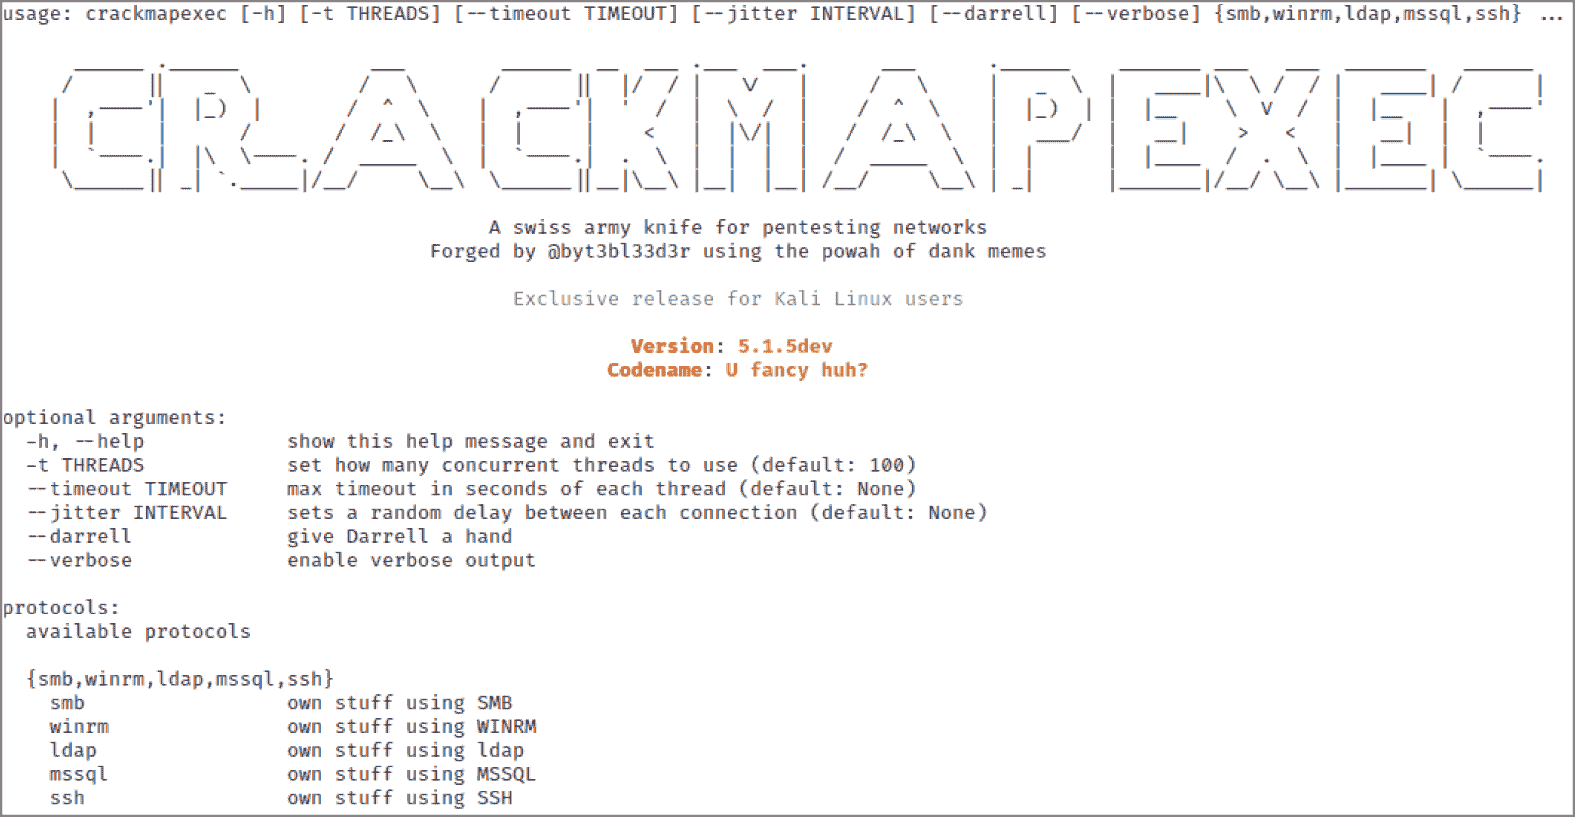 usage: crackmapexec [-h] [-t THREADS] [--timeout TIMEOUT] [--jitter INTERVAL] [--darrell] [--verbose] {smb,winrm,ldap,mssql,ssh} ...
CRACKMAPEXEC
A swiss army knife for pentesting networks
Forged by @byt3bl33d3r using the powah of dank memes
Exclusive release for Kali Linux users
Version: 5.1.5dev
Codename: U fancy huh?
optional arguments:
-h, --help show this help message and exit
-t THREADS set how many concurrent threads to use (default: 100)
--timeout TIMEOUT max timeout in seconds of each thread (default: None)
--jitter INTERVAL sets a random delay between each connection (default: None)
--darrell give Darrell a hand
--verbose enable verbose output
protocols:
available protocols
{smb,winrm,ldap,mssql,ssh}
smb own stuff using SMB
winrm own stuff using WINRM
ldap own stuff using ldap
mssql own stuff using MSSQL
ssh own stuff using SSH